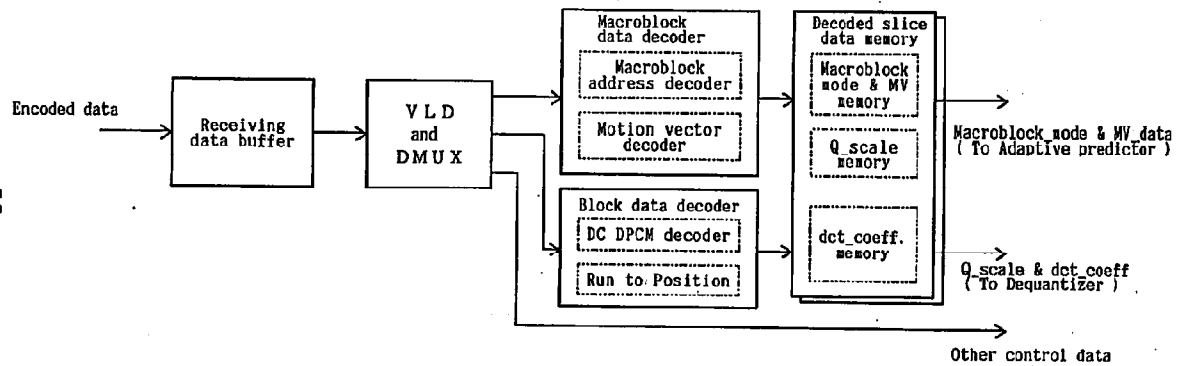 Encoded data
Receiving
data buffer
VLD
and
DMUX
Macroblock
data decoder
Macroblock
address decoder
Motion vector
decoder
Block data decoder
DC DPCM decoder
Run to Position
Decoded slice
data memory
Macroblock
mode & MV
memory
Q_scale
memory
dct_coeff.
memory
Macroblock_mode & MV_data
( To Adaptive predictor )
Q_scale & dct_coeff
( To Dequantizer )
Other control data